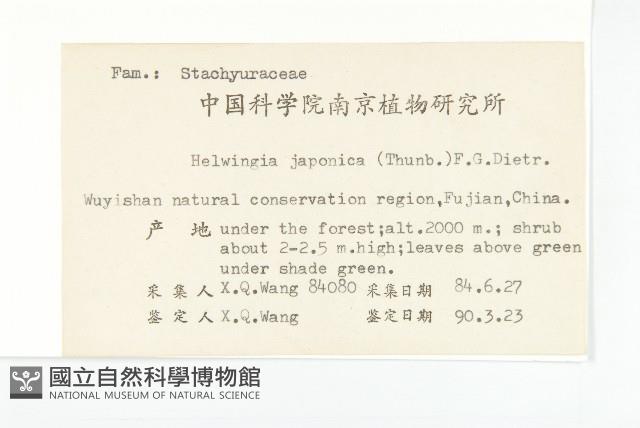 Fam.: Stachyuraceae
中国科学院南京植物研究所
Helwingia japonica (Thunb.)F.G.Dietr.
Wuyishan natural conservation region,Fujian,China.
产 地 under the forest;alt.2000 m.; shrub
about 2-2.5 m.high;leaves above green
under shade green.
采集人 X.Q.Wang 84080 采集日期 84.6.27
鉴定人 X.Q.Wang 鉴定日期 90.3.23
國立自然科學博物館
NATIONAL MUSEUM OF NATURAL SCIENCE